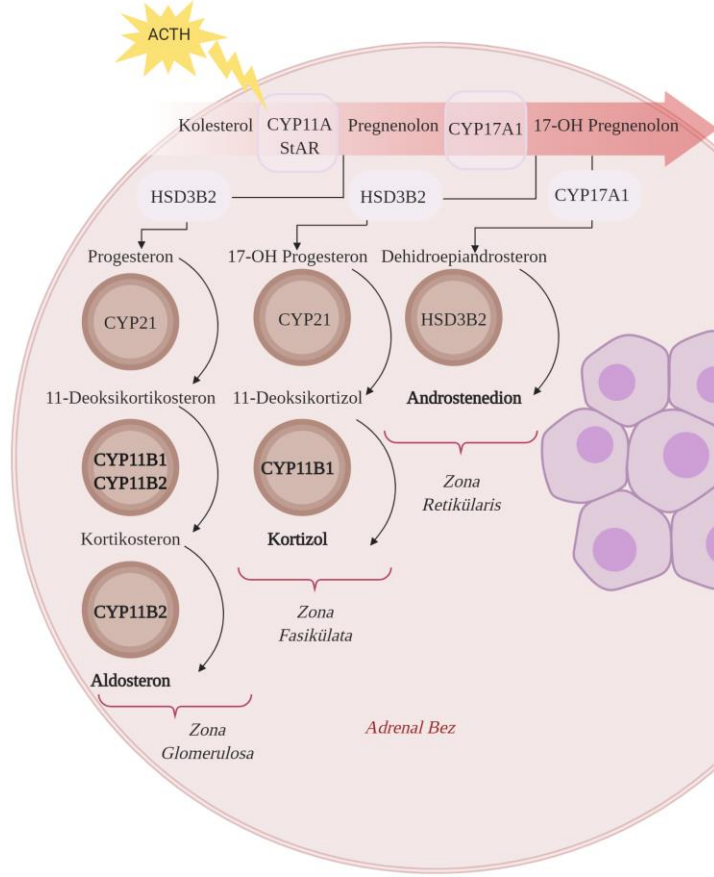 ACTH
Kolesterol
CYP11A
StAR
Pregnenolon
CYP17A1
17-OH Pregnenolon
HSD3B2
HSD3B2
CYP17A1
Progesteron
17-OH Progesteron
Dehidroepiandrosteron
CYP21
CYP21
HSD3B2
11-Deoksikortikosteron
11-Deoksikortizol
Androstenedion
CYP11B1
CYP11B2
CYP11B1
Zona
Retikülaris
Kortikosteron
Kortizol
CYP11B2
Zona
Fasikülata
Aldosteron
Zona
Glomerulosa
Adrenal Bez